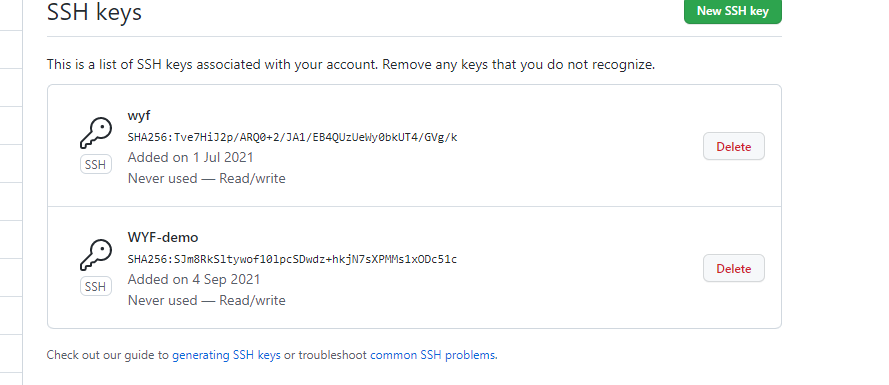 SSH keys
New SSH key
This is a list of SSH keys associated with your account. Remove any keys that you do not recognize.
wyf
SHA256:Tve7HiJ2p/ARQ0+2/JA1/EB4QUzUeWy0bkUT4/GVg/k
SSH
Added on 1 Jul 2021
Never used — Read/write
Delete
WYF-demo
SHA256:SJm8RkSltywof10lpcSDwdz+hkjN7sXPMMs1xODc51c
SSH
Added on 4 Sep 2021
Never used — Read/write
Delete
Check out our guide to generating SSH keys or troubleshoot common SSH problems.